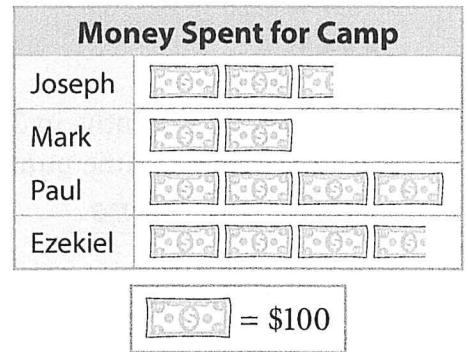 Money Spent for Camp
Joseph
Mark
Paul
Ezekiel
= $100